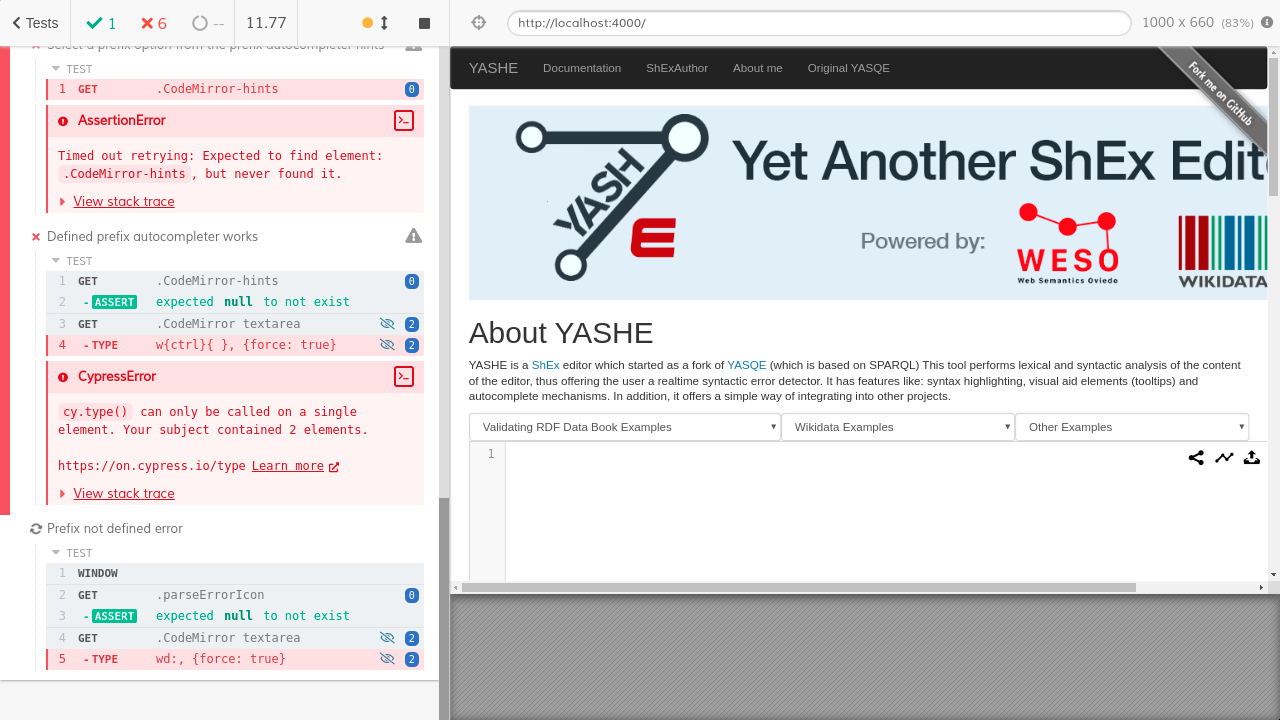 Tests
1
6
--
11.77
http://localhost:4000/
1000 x 660 (83%)
Select a prefix option from the prefix autocompleter hints
TEST
1 GET .CodeMirror-hints 0
AssertionError
Timed out retrying: Expected to find element:
.CodeMirror-hints, but never found it.
View stack trace
Defined prefix autocompleter works
TEST
1 GET .CodeMirror-hints 0
2 -ASSERT expected null to not exist
3 GET .CodeMirror textarea 2
4 -TYPE w{ctrl}{ }, {force: true} 2
CypressError
cy.type() can only be called on a single
element. Your subject contained 2 elements.
https://on.cypress.io/type Learn more
View stack trace
Prefix not defined error
TEST
1 WINDOW
2 GET .parseErrorIcon 0
3 -ASSERT expected null to not exist
4 GET .CodeMirror textarea 2
5 -TYPE wd:, {force: true} 2
YASHE Documentation ShExAuthor About me Original YASQE
Fork me on GitHub
YASH
E
Yet Another ShEx Edit
Powered by:
WESO
Web Semantics Oviedo
WIKIDATA
About YASHE
YASHE is a ShEx editor which started as a fork of YASQE (which is based on SPARQL) This tool performs lexical and syntactic analysis of the content
of the editor, thus offering the user a realtime syntactic error detector. It has features like: syntax highlighting, visual aid elements (tooltips) and
autocomplete mechanisms. In addition, it offers a simple way of integrating into other projects.
Validating RDF Data Book Examples Wikidata Examples Other Examples
1